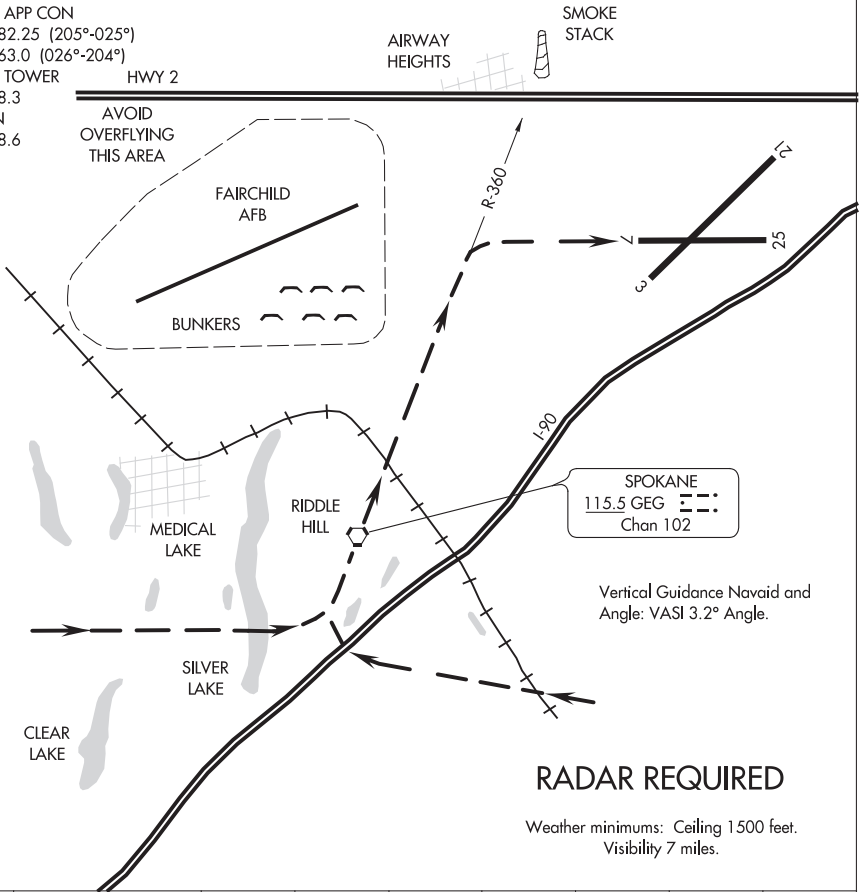 APP CON
82.25 (205°-025°)
63.0 (026°-204°)
TOWER
8.3
N
8.6
HWY 2
AIRWAY
HEIGHTS
SMOKE
STACK
AVOID
OVERFLYING
THIS AREA
FAIRCHILD
AFB
BUNKERS
R-360
21
7
25
3
I-90
MEDICAL
LAKE
RIDDLE
HILL
SPOKANE
115.5 GEG
Chan 102
Vertical Guidance Navaid and
Angle: VASI 3.2° Angle.
SILVER
LAKE
CLEAR
LAKE
RADAR REQUIRED
Weather minimums: Ceiling 1500 feet.
Visibility 7 miles.